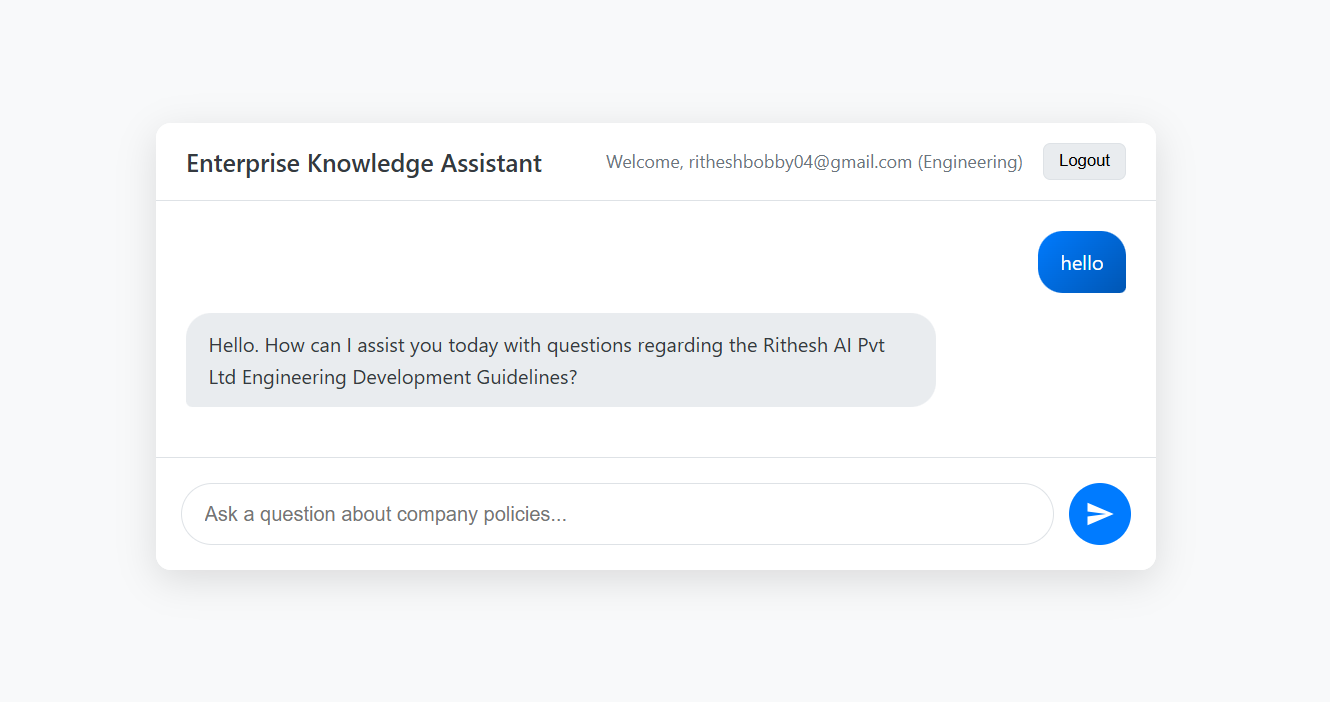 Enterprise Knowledge Assistant
Welcome, ritheshbobby04@gmail.com (Engineering)
Logout
hello
Hello. How can I assist you today with questions regarding the Rithesh AI Pvt
Ltd Engineering Development Guidelines?
Ask a question about company policies...